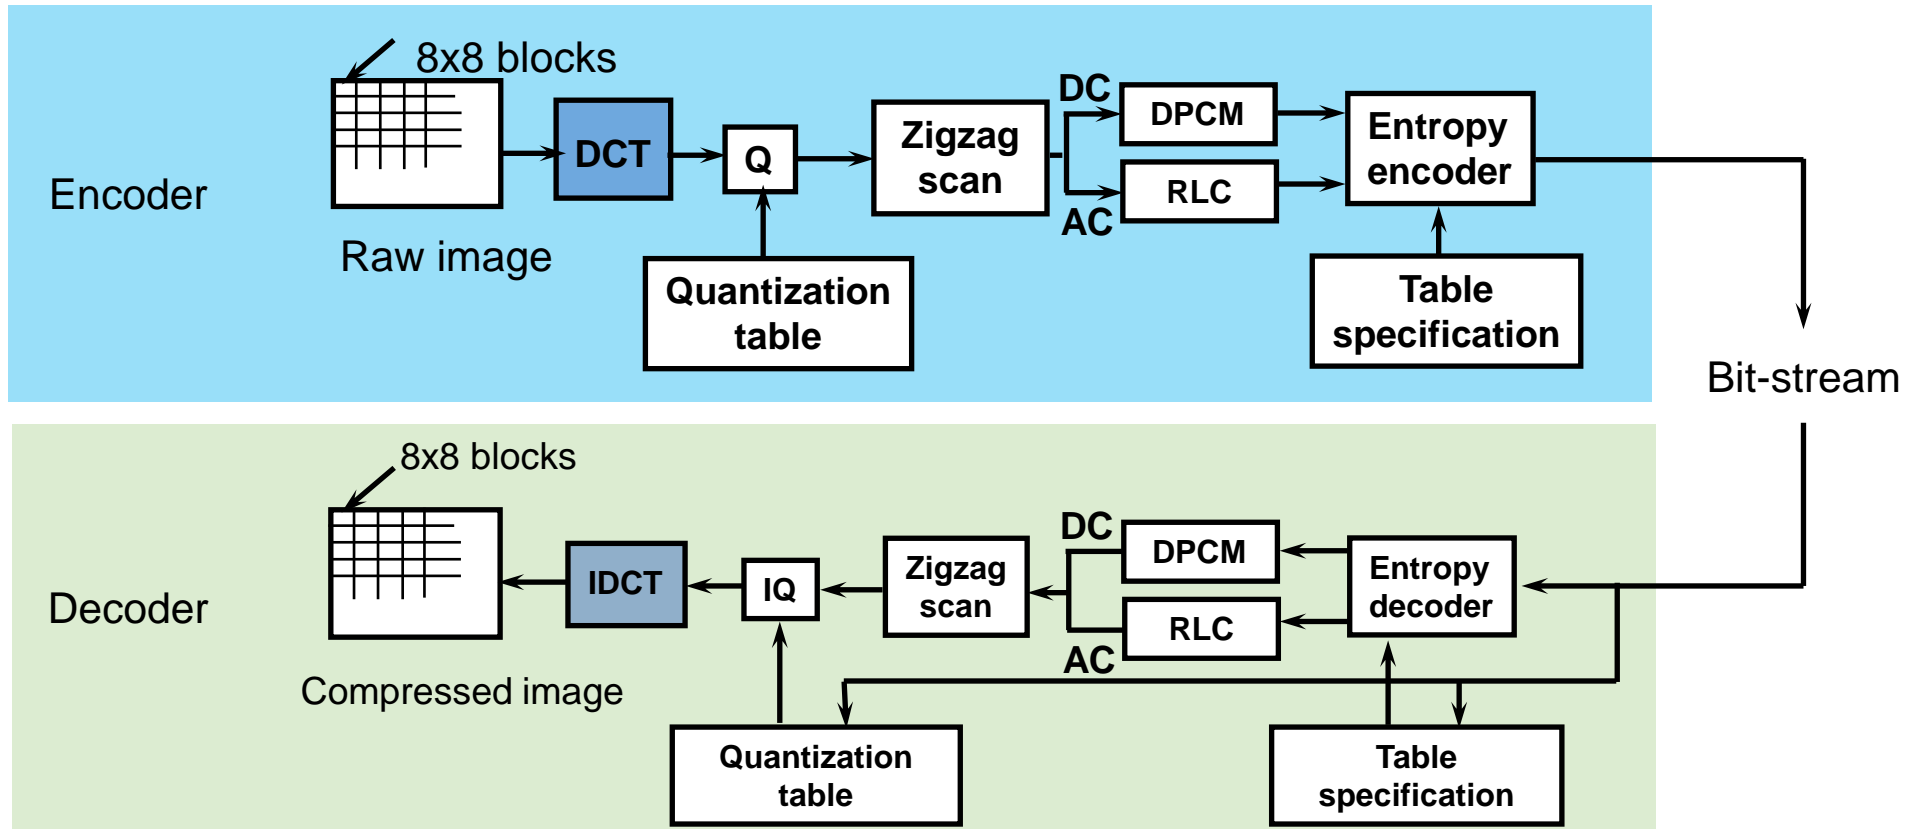 8x8 blocks
DC
DPCM
Entropy
encoder
Zigzag
scan
DCT
Q
Encoder
RLC
AC
Raw image
Quantization
table
Table
specification
Bit-stream
8x8 blocks
DC
DPCM
Entropy
decoder
Zigzag
scan
IQ
IDCT
Decoder
RLC
AC
Compressed image
Quantization
table
Table
specification